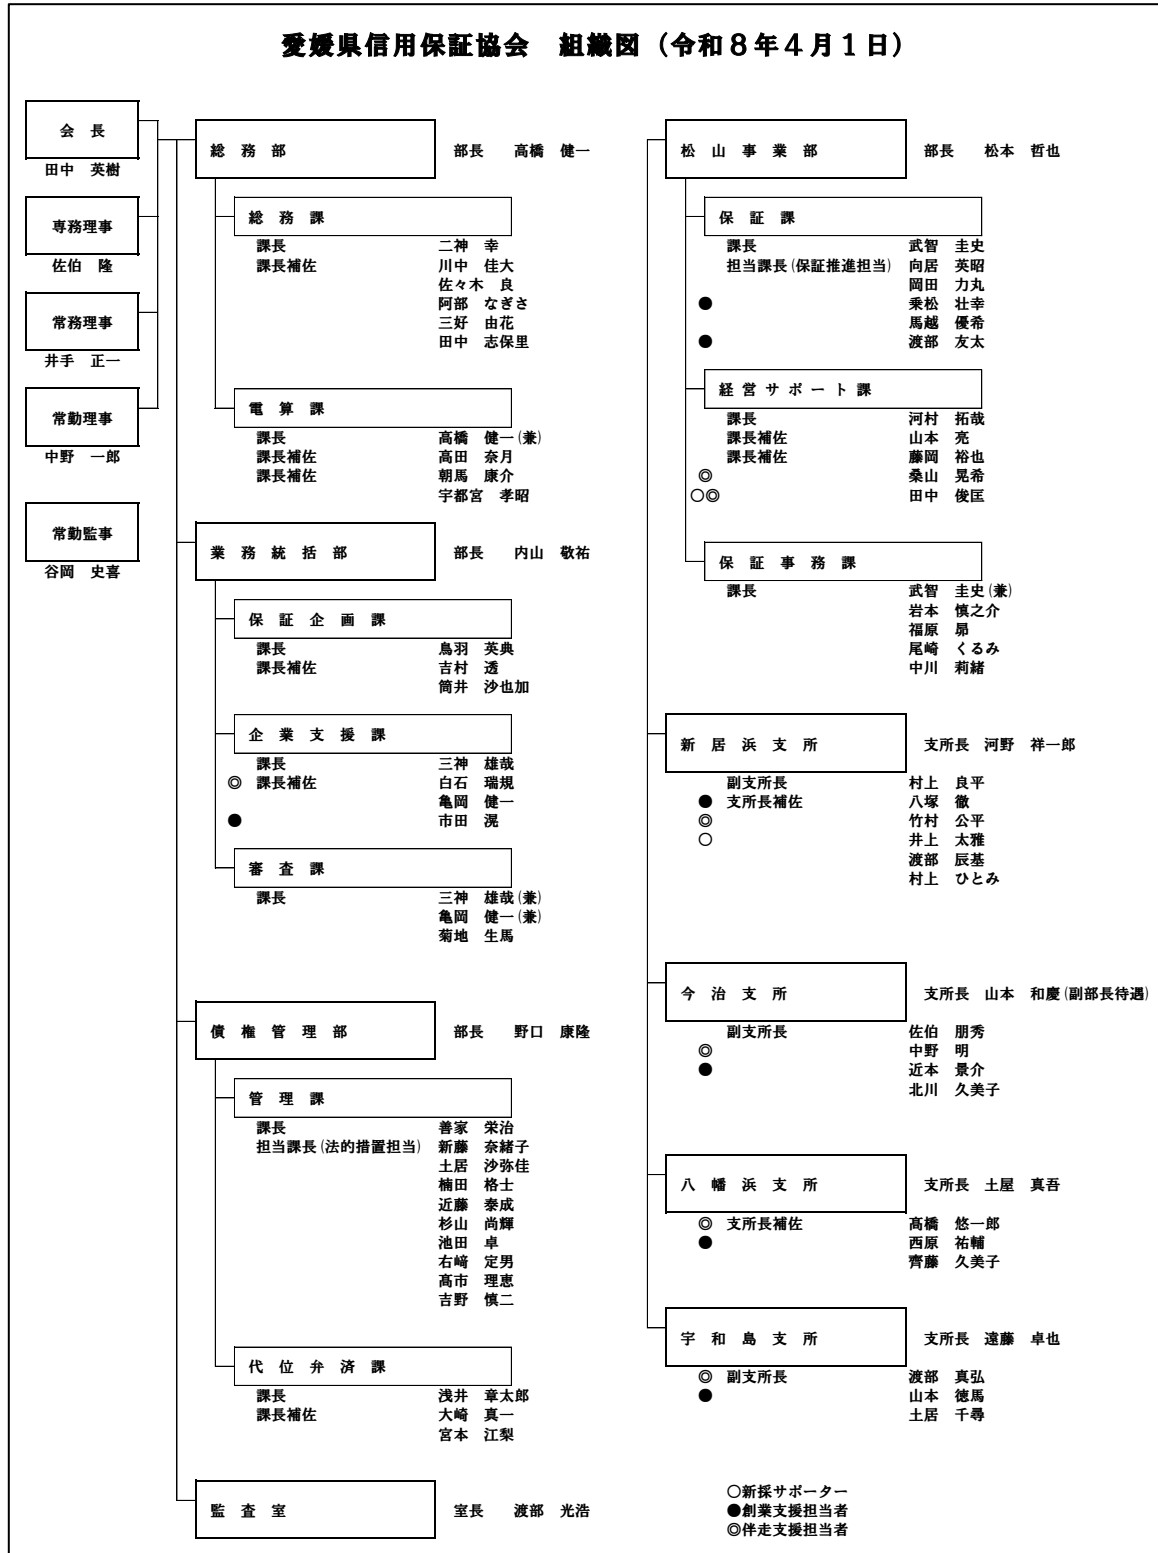 愛媛県信用保証協会　組織図（令和８年４月１日）
会　長
田中　英樹
専務理事
佐伯　隆
常務理事
井手　正一
常勤理事
中野　一郎
常勤監事
谷岡　史喜
総　務　部　部長　高橋　健一
総　務　課
課長　二神　幸
課長補佐　川中　佳大
佐々木　良
阿部　なぎさ
三好　由花
田中　志保里
電　算　課
課長　高橋　健一(兼)
課長補佐　高田　奈月
課長補佐　朝馬　康介
宇都宮　孝昭
業　務　統　括　部　部長　内山　敬祐
保　証　企　画　課
課長　鳥羽　英典
課長補佐　吉村　透
筒井　沙也加
企　業　支　援　課
課長　三神　雄哉
◎　課長補佐　白石　瑞規
亀岡　健一
●　市田　滉
審　査　課
課長　三神　雄哉(兼)
亀岡　健一(兼)
菊地　生馬
債　権　管　理　部　部長　野口　康隆
管　理　課
課長　善家　栄治
担当課長(法的措置担当)　新藤　奈緒子
土居　沙弥佳
楠田　格士
近藤　泰成
杉山　尚輝
池田　卓
右﨑　定男
髙市　理恵
吉野　慎二
代　位　弁　済　課
課長　浅井　章太郎
課長補佐　大崎　真一
宮本　江梨
監　査　室　室長　渡部　光浩
松　山　事　業　部　部長　松本　哲也
保　証　課
課長　武智　圭史
担当課長(保証推進担当)　向居　英昭
岡田　力丸
●　乗松　壮幸
馬越　優希
●　渡部　友太
経　営　サ　ポ　ー　ト　課
課長　河村　拓哉
課長補佐　山本　亮
課長補佐　藤岡　裕也
◎　桑山　晃希
○◎　田中　俊匡
保　証　事　務　課
課長　武智　圭史(兼)
岩本　慎之介
福原　昴
尾崎　くるみ
中川　莉緒
新　居　浜　支　所　支所長　河野　祥一郎
副支所長　村上　良平
●　支所長補佐　八塚　徹
◎　竹村　公平
○　井上　太雅
渡部　辰基
村上　ひとみ
今　治　支　所　支所長　山本　和慶(副部長待遇)
副支所長　佐伯　朋秀
◎　中野　明
●　近本　景介
北川　久美子
八　幡　浜　支　所　支所長　土屋　真吾
◎　支所長補佐　髙橋　悠一郎
●　西原　祐輔
齊藤　久美子
宇　和　島　支　所　支所長　遠藤　卓也
◎　副支所長　渡部　真弘
●　山本　徳馬
土居　千尋
○新採サポーター
●創業支援担当者
◎伴走支援担当者